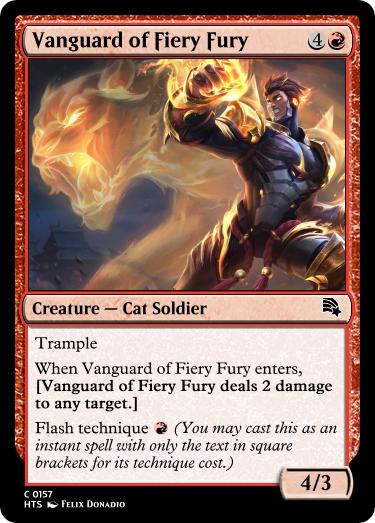 Vanguard of Fiery Fury 4
Creature — Cat Soldier
Trample
When Vanguard of Fiery Fury enters,
[Vanguard of Fiery Fury deals 2 damage
to any target.]
Flash technique (You may cast this as an
instant spell with only the text in square
brackets for its technique cost.)
4/3
C 0157
HTS Felix Donadio